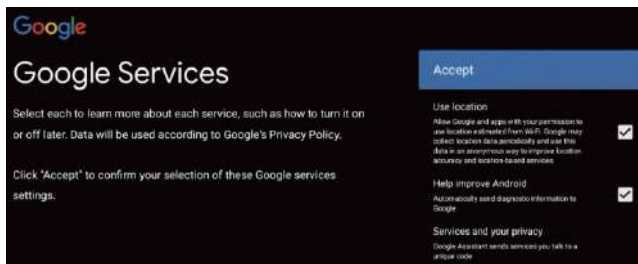 Google
Google Services
Select each to learn more about each service, such as how to turn it on
or off later. Data will be used according to Google's Privacy Policy.
Click "Accept" to confirm your selection of these Google services
settings.
Accept
Use location
Allow Google and apps with your permission to
use location estimated from Wi-Fi. Google may
collect location data periodically and use this
data in an anonymous way to improve location
accuracy and location-based services
Help improve Android
Automatically send diagnostic information to
Google
Services and your privacy
Google Assistant sends services you talk to a
unique code